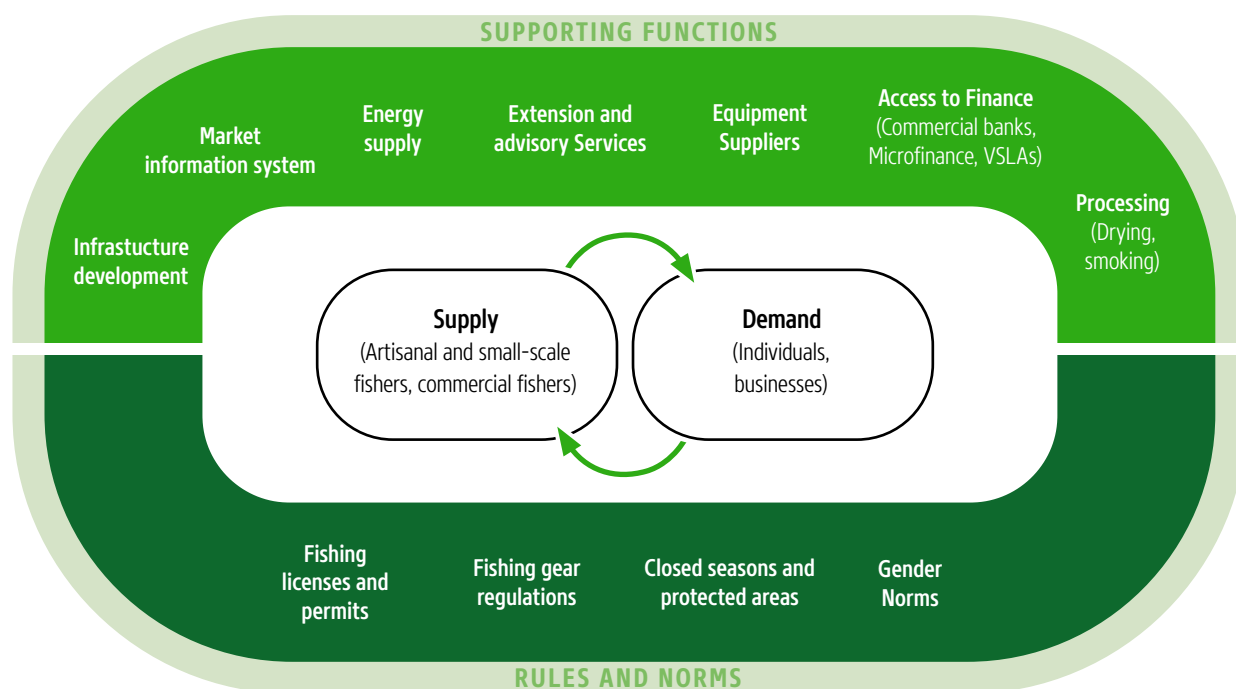 SUPPORTING FUNCTIONS
Infrastucture
development
Market
information system
Energy
supply
Extension and
advisory Services
Equipment
Suppliers
Access to Finance
(Commercial banks,
Microfinance, VSLAs)
Processing
(Drying,
smoking)
Supply
(Artisanal and small-scale
fishers, commercial fishers)
Demand
(Individuals,
businesses)
Fishing
licenses and
permits
Fishing gear
regulations
Closed seasons and
protected areas
Gender
Norms
RULES AND NORMS